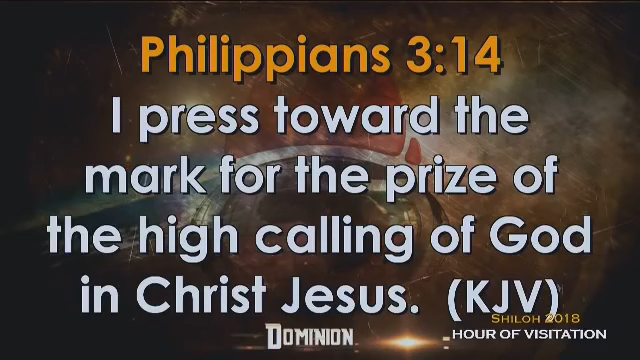 Philippians 3:14
I press toward the
mark for the prize of
the high calling of God
in Christ Jesus. (KJV)
Shiloh 2018
DOMINION
HOUR OF VISITATION